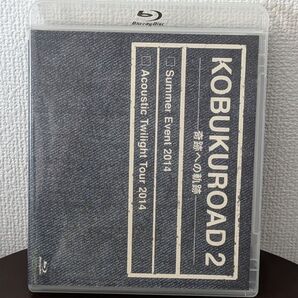 Blu-ray Disc
KOBUKUROAD 2
奇跡への軌跡
Summer Event 2014
Acoustic Twilight Tour 2014